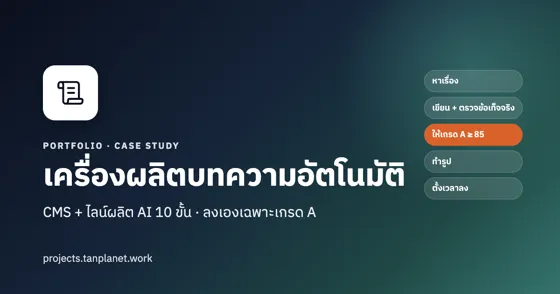 PORTFOLIO · CASE STUDY
เครื่องผลิตบทความอัตโนมัติ
CMS + ไลน์ผลิต AI 10 ขั้น · ลงเองเฉพาะเกรด A
projects.tanplanet.work
หาเรื่อง
เขียน + ตรวจข้อเท็จจริง
ให้เกรด A ≥ 85
ทำรูป
ตั้งเวลาลง